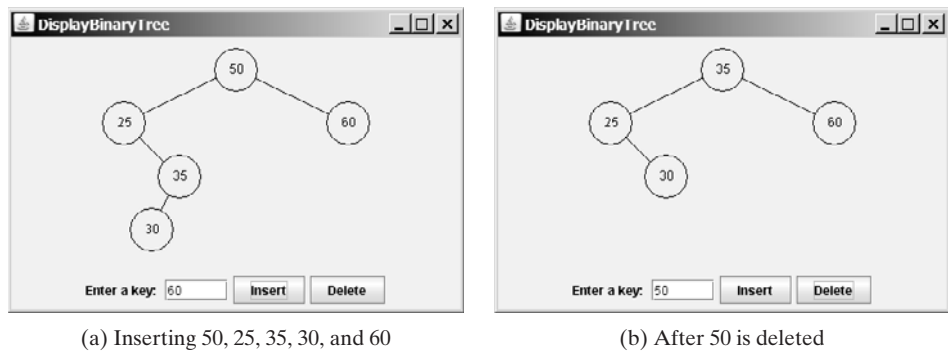 DisplayBinaryTree
50
25
60
35
30
Enter a key: 60 Insert Delete
(a) Inserting 50, 25, 35, 30, and 60
DisplayBinaryTree
35
25
60
30
Enter a key: 50 Insert Delete
(b) After 50 is deleted